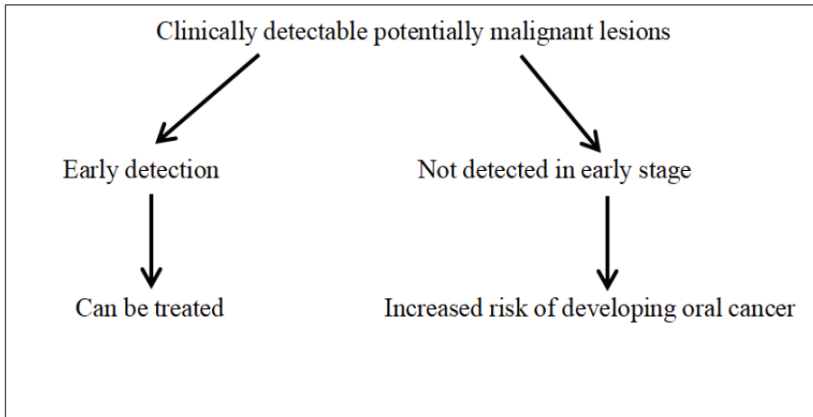 Clinically detectable potentially malignant lesions
Early detection
Not detected in early stage
Can be treated
Increased risk of developing oral cancer